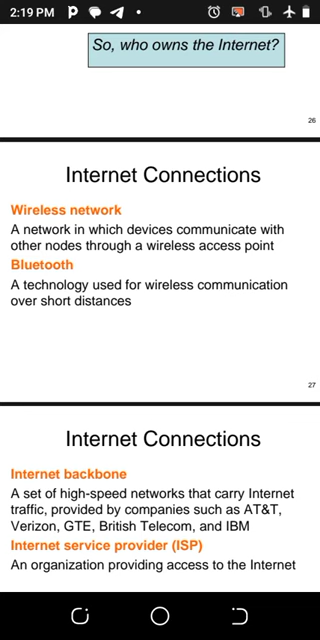 2:19 PM
So, who owns the Internet?
26
Internet Connections
Wireless network
A network in which devices communicate with
other nodes through a wireless access point
Bluetooth
A technology used for wireless communication
over short distances
27
Internet Connections
Internet backbone
A set of high-speed networks that carry Internet
traffic, provided by companies such as AT&T,
Verizon, GTE, British Telecom, and IBM
Internet service provider (ISP)
An organization providing access to the Internet